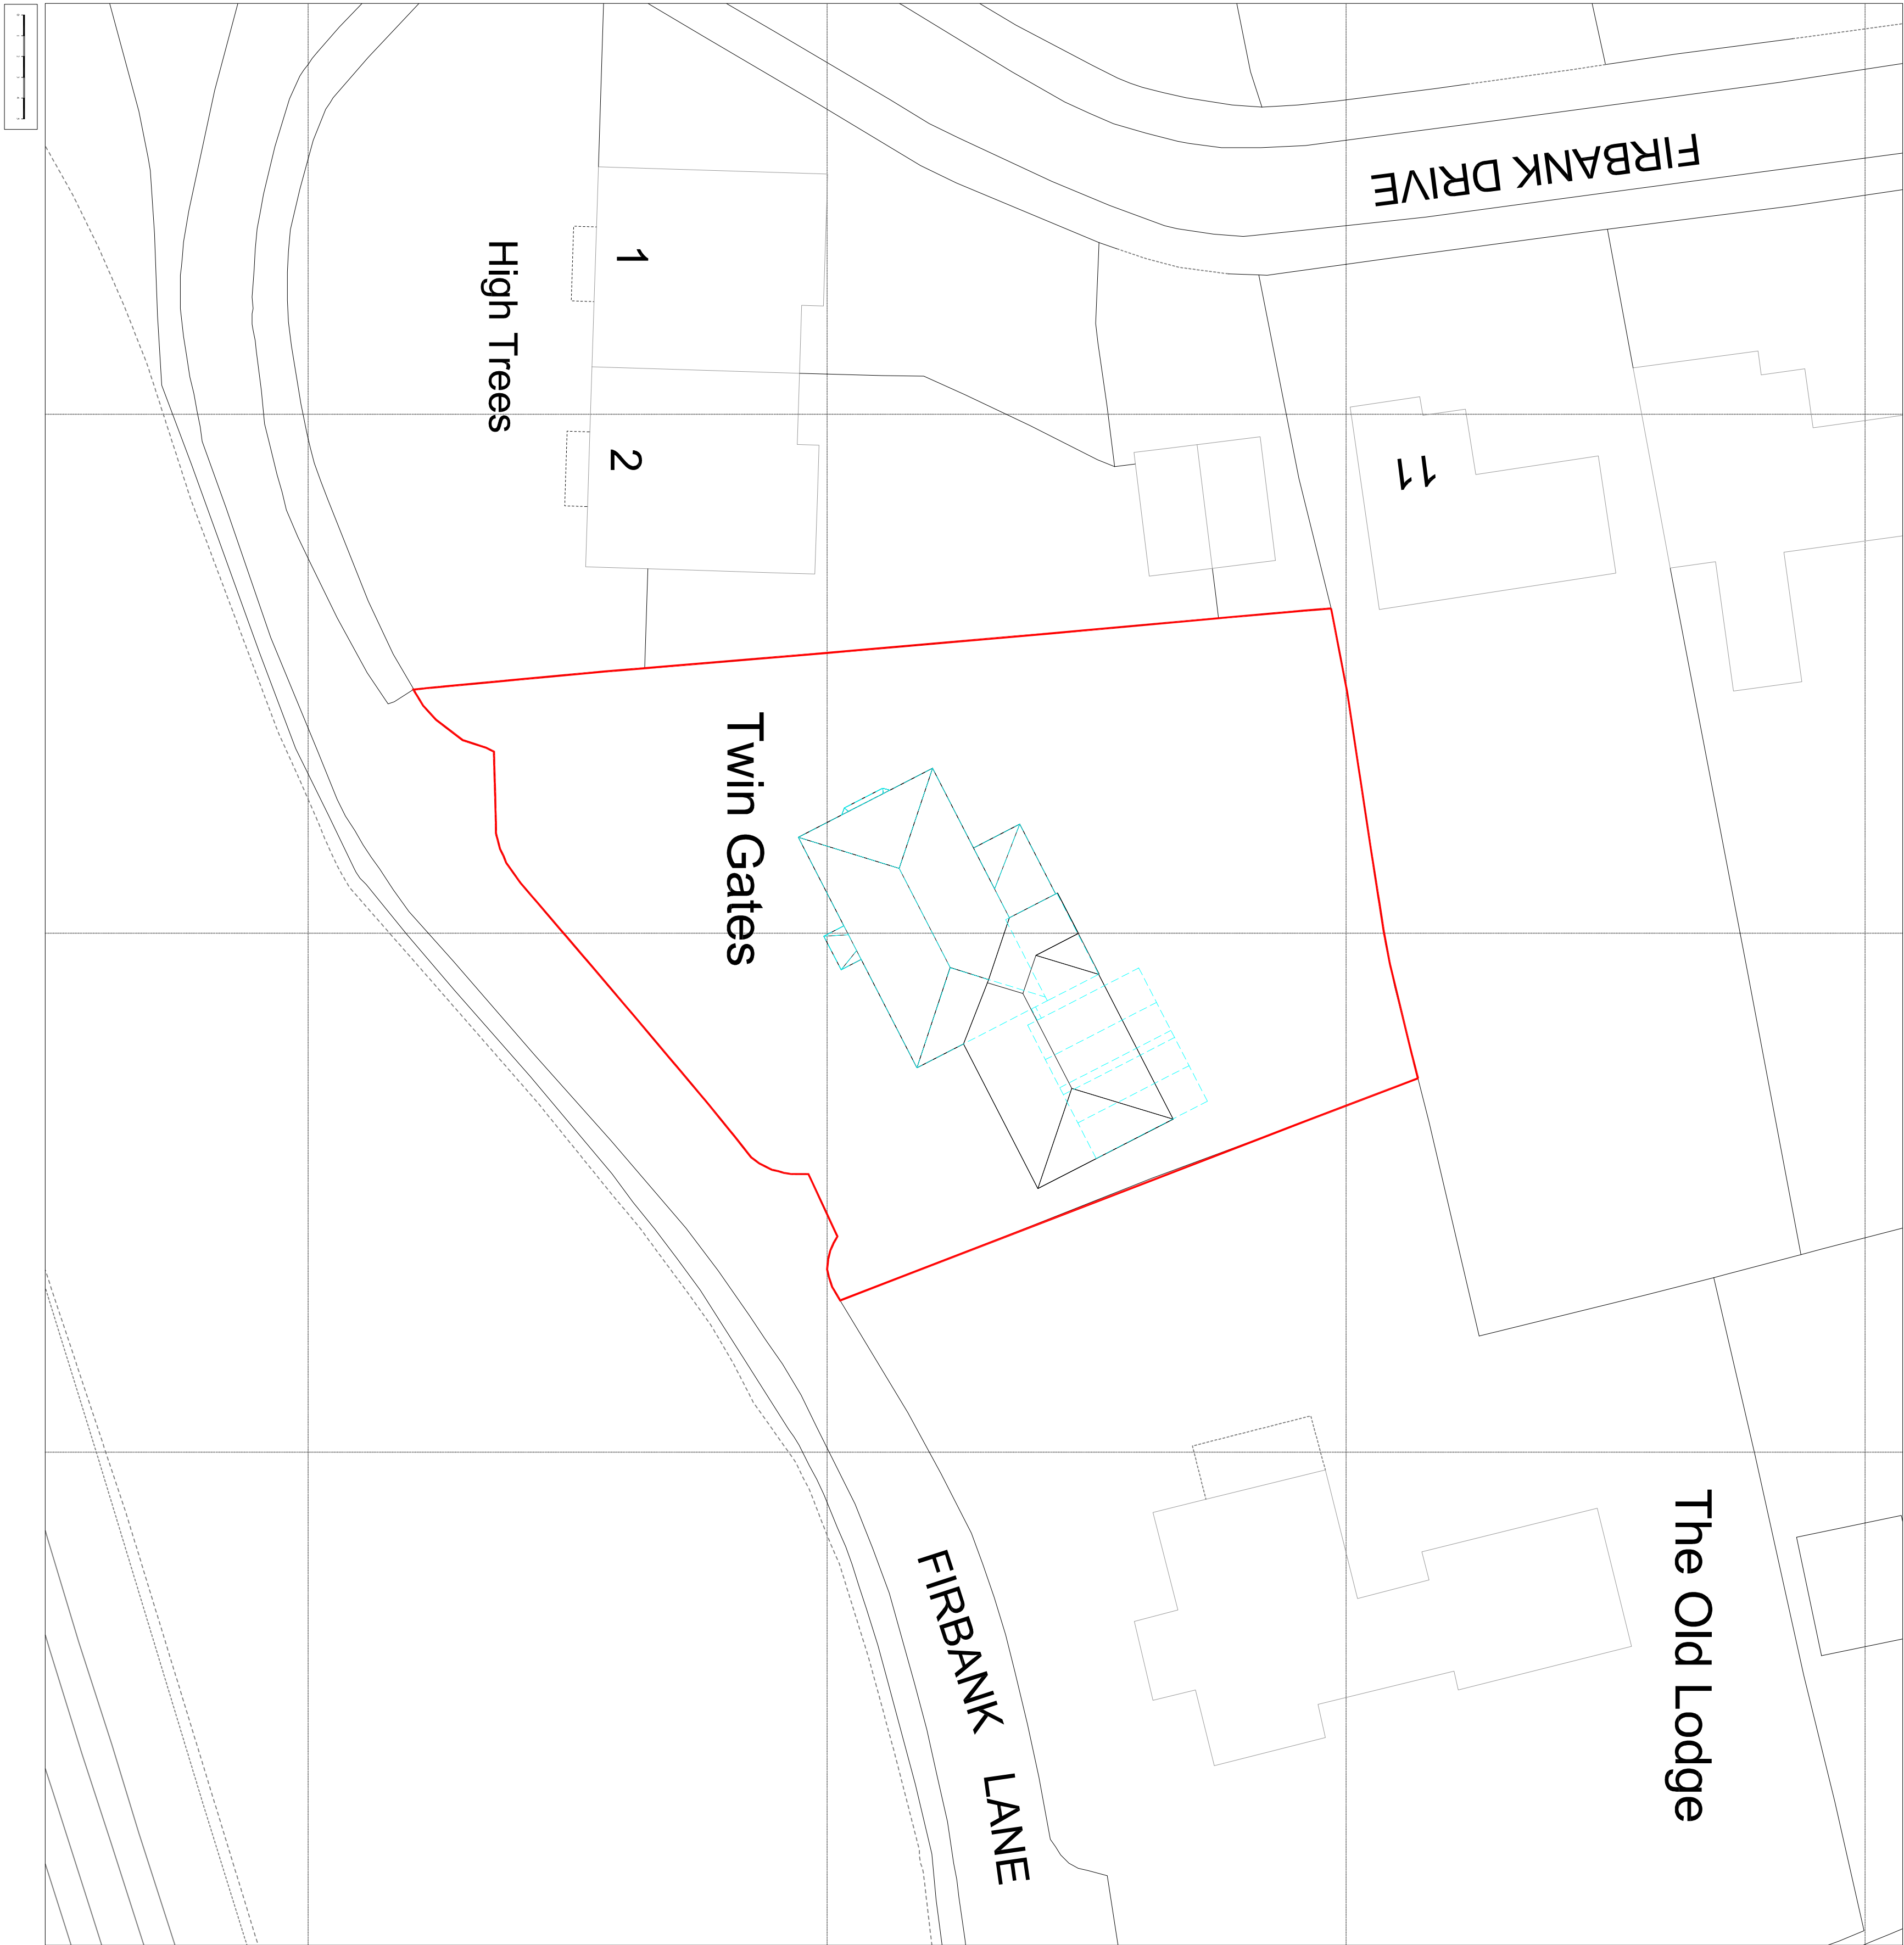 FIRBANK DRIVE
High Trees
1
2
11
Twin Gates
The Old Lodge
FIRBANK LANE